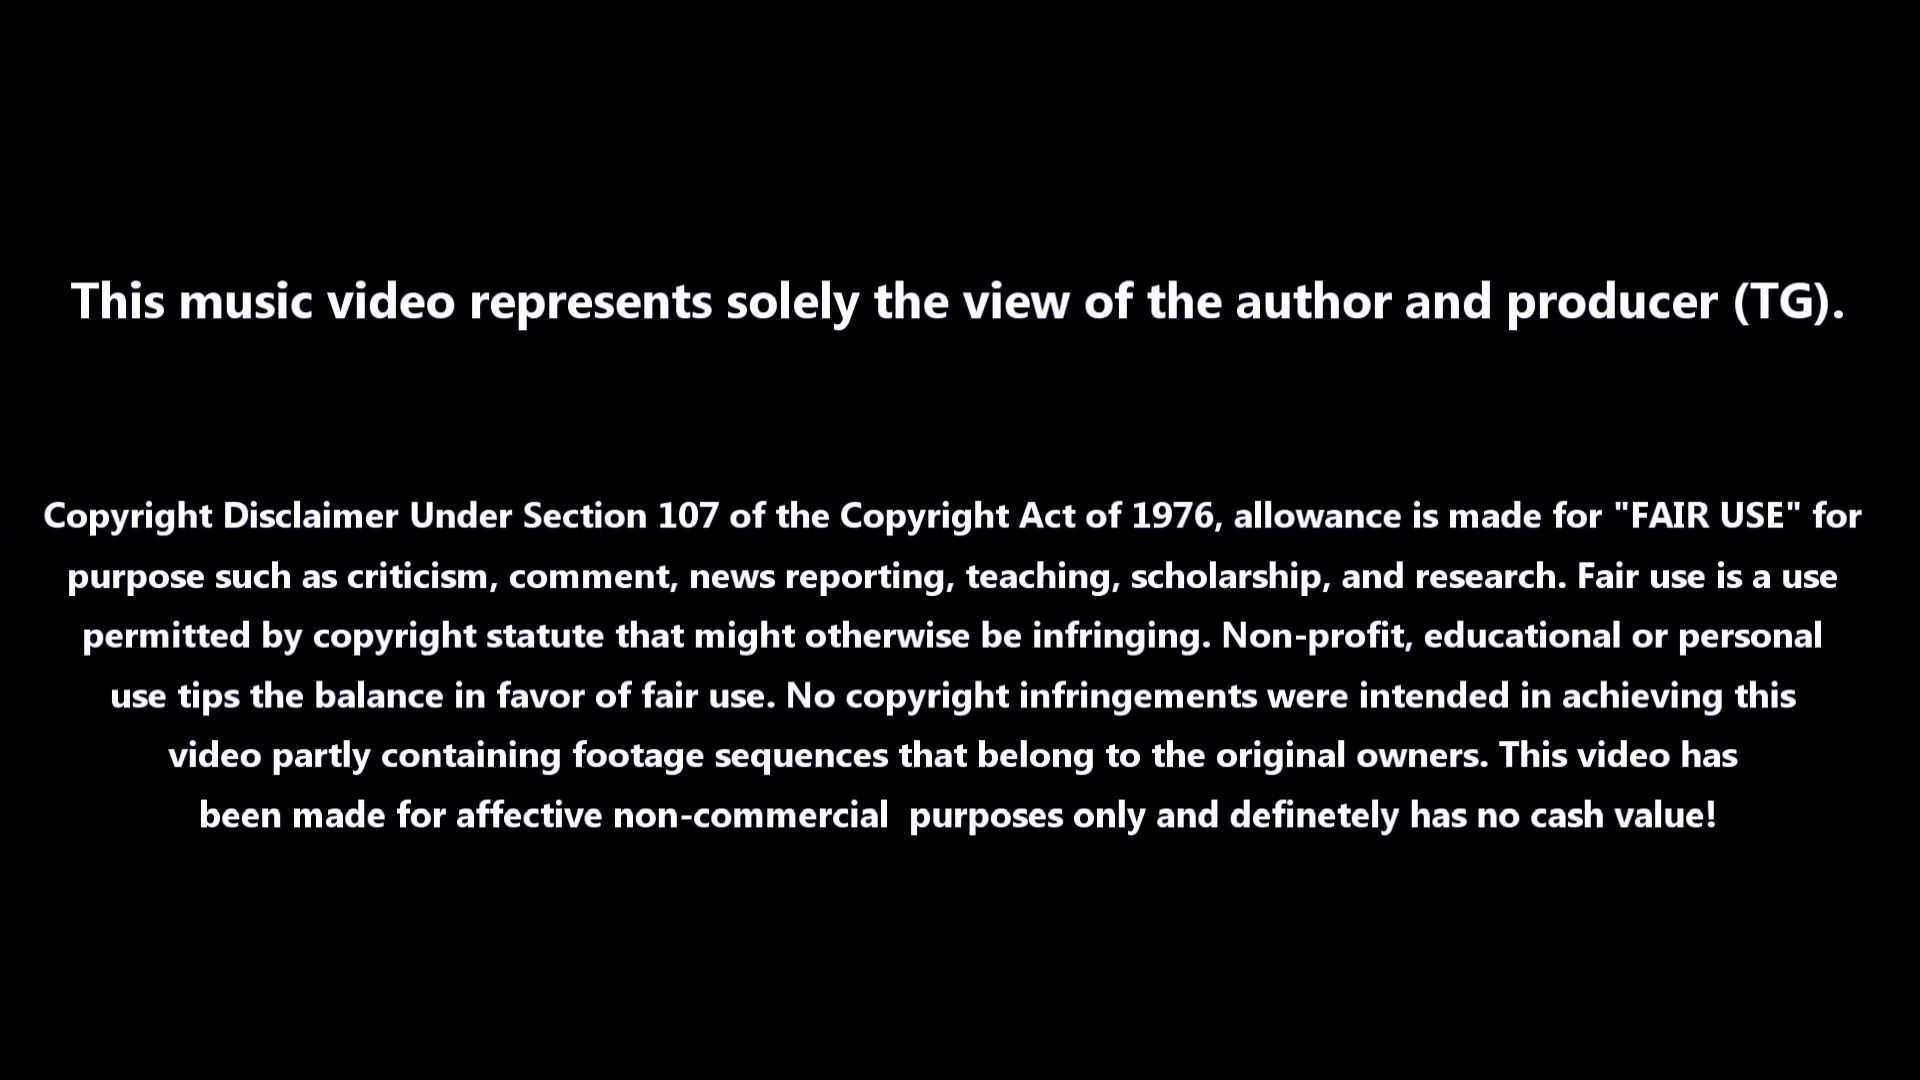 This music video represents solely the view of the author and producer (TG).
Copyright Disclaimer Under Section 107 of the Copyright Act of 1976, allowance is made for "FAIR USE" for
purpose such as criticism, comment, news reporting, teaching, scholarship, and research. Fair use is a use
permitted by copyright statute that might otherwise be infringing. Non-profit, educational or personal
use tips the balance in favor of fair use. No copyright infringements were intended in achieving this
video partly containing footage sequences that belong to the original owners. This video has
been made for affective non-commercial  purposes only and definetely has no cash value!